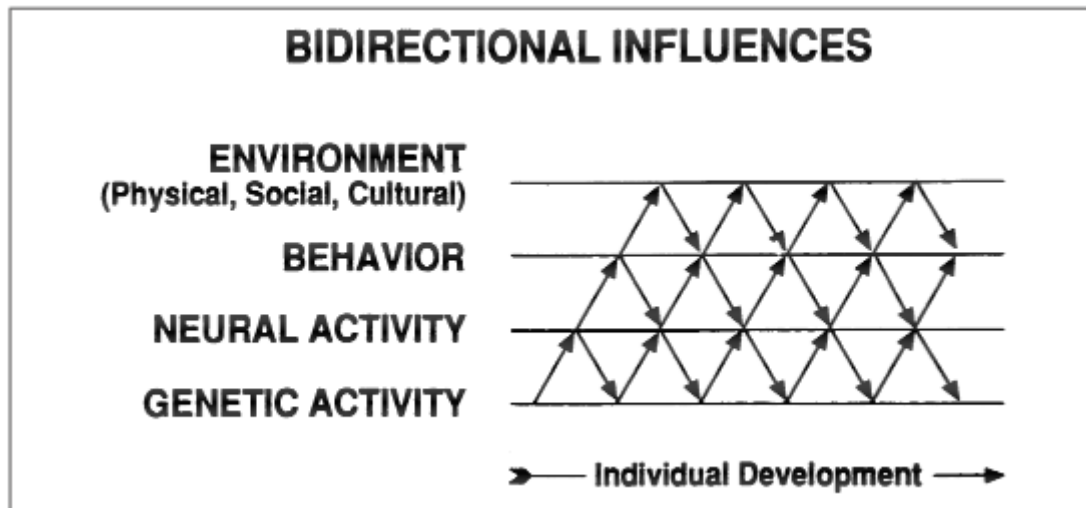 BIDIRECTIONAL INFLUENCES
ENVIRONMENT
(Physical, Social, Cultural)
BEHAVIOR
NEURAL ACTIVITY
GENETIC ACTIVITY
Individual Development